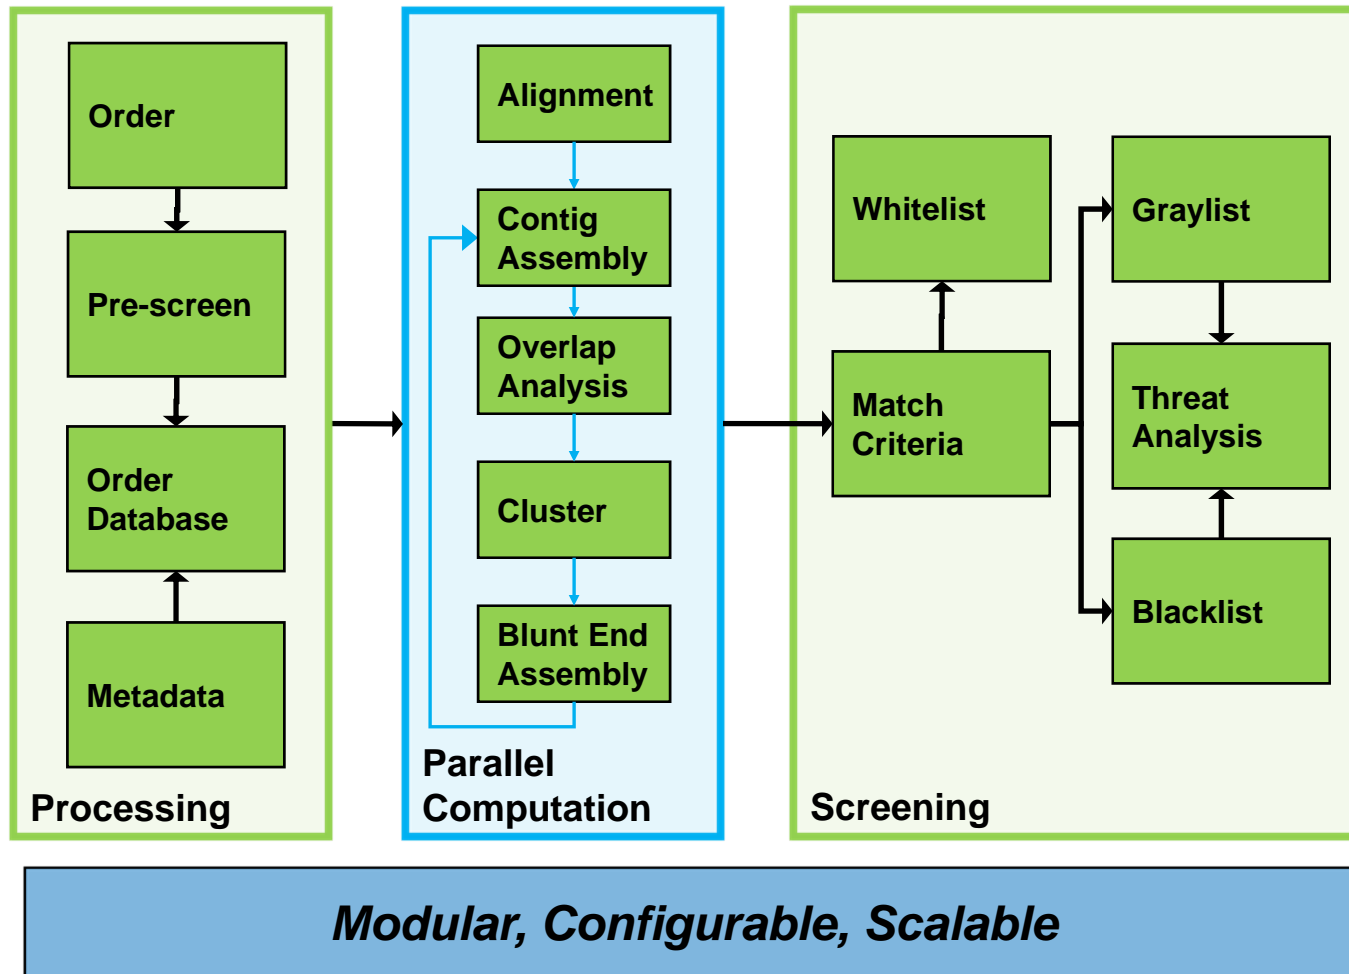 Order
Pre-screen
Order
Database
Metadata
Processing
Alignment
Contig
Assembly
Overlap
Analysis
Cluster
Blunt End
Assembly
Parallel
Computation
Whitelist
Match
Criteria
Graylist
Threat
Analysis
Blacklist
Screening
Modular, Configurable, Scalable